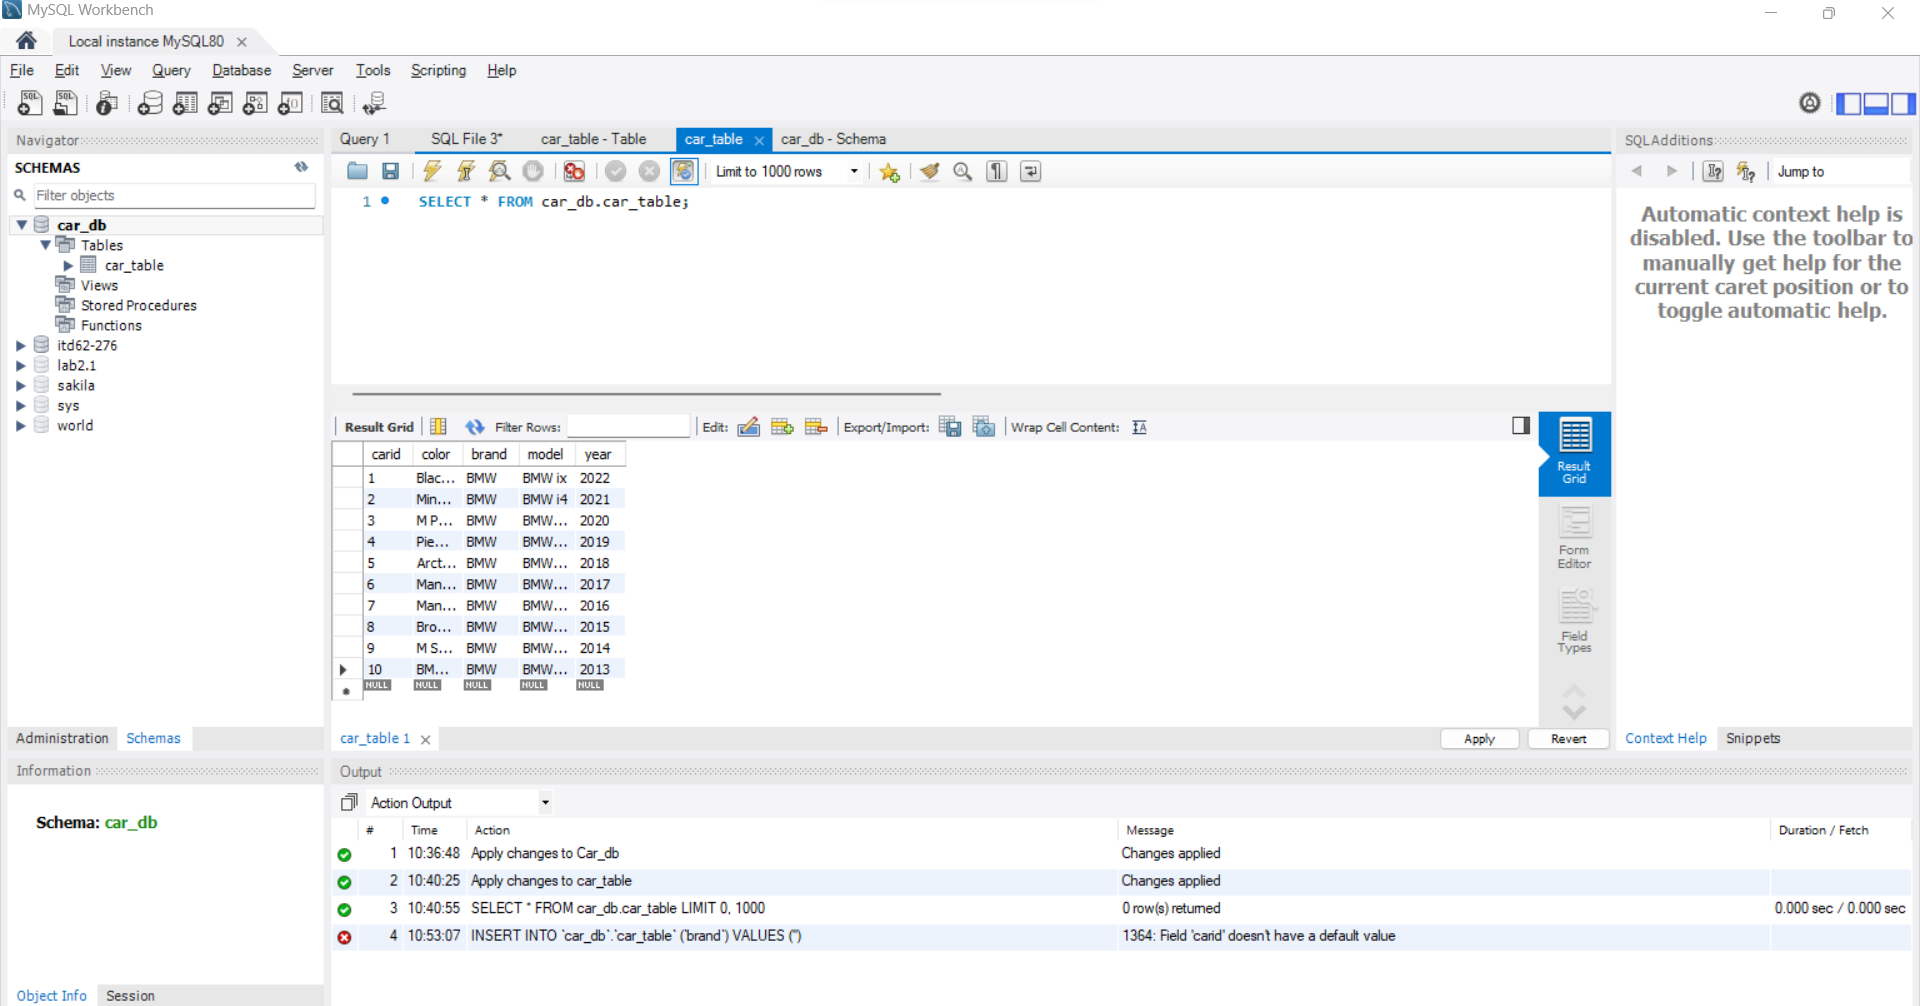 MySQL Workbench
Local instance MySQL80
File Edit View Query Database Server Tools Scripting Help
Navigator
SCHEMAS
Filter objects
car_db
Tables
car_table
Views
Stored Procedures
Functions
itd62-276
lab2.1
sakila
sys
world
Administration Schemas
Information
Schema: car_db
Object Info Session
Query 1 SQL File 3* car_table - Table car_table car_db - Schema
Limit to 1000 rows
1 SELECT * FROM car_db.car_table;
Result Grid Filter Rows: Edit: Export/Import: Wrap Cell Content:
carid color brand model year
1 Blac... BMW BMW ix 2022
2 Min... BMW BMW i4 2021
3 M P... BMW BMW... 2020
4 Pie... BMW BMW... 2019
5 Arct... BMW BMW... 2018
6 Man... BMW BMW... 2017
7 Man... BMW BMW... 2016
8 Bro... BMW BMW... 2015
9 M S... BMW BMW... 2014
10 BM... BMW BMW... 2013
NULL NULL NULL NULL NULL
Result
Grid
Form
Editor
Field
Types
car_table 1
Apply Revert
SQLAdditions
Jump to
Automatic context help is
disabled. Use the toolbar to
manually get help for the
current caret position or to
toggle automatic help.
Context Help Snippets
Output
Action Output
# Time Action Message Duration / Fetch
1 10:36:48 Apply changes to Car_db Changes applied
2 10:40:25 Apply changes to car_table Changes applied
3 10:40:55 SELECT * FROM car_db.car_table LIMIT 0, 1000 0 row(s) returned 0.000 sec / 0.000 sec
4 10:53:07 INSERT INTO `car_db`.`car_table` (`brand`) VALUES ('') 1364: Field 'carid' doesn't have a default value